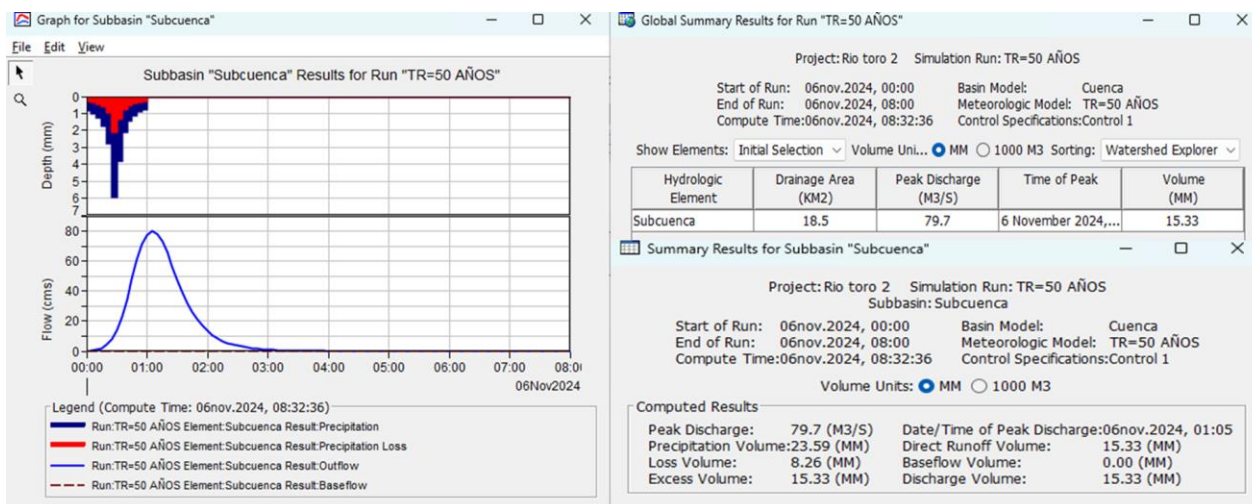 Graph for Subbasin "Subcuenca"
File Edit View
Subbasin "Subcuenca" Results for Run "TR=50 AÑOS"
Depth (mm)
0
1
2
3
4
5
6
7
Flow (cms)
80
60
40
20
0
00:00 01:00 02:00 03:00 04:00 05:00 06:00 07:00 08:0
06Nov2024
Legend (Compute Time: 06nov.2024, 08:32:36)
Run:TR=50 AÑOS Element:Subcuenca Result:Precipitation
Run:TR=50 AÑOS Element:Subcuenca Result:Precipitation Loss
Run:TR=50 AÑOS Element:Subcuenca Result:Outflow
Run:TR=50 AÑOS Element:Subcuenca Result:Baseflow
Global Summary Results for Run "TR=50 AÑOS"
Project: Rio toro 2 Simulation Run: TR=50 AÑOS
Start of Run: 06nov.2024, 00:00 Basin Model: Cuenca
End of Run: 06nov.2024, 08:00 Meteorologic Model: TR=50 AÑOS
Compute Time:06nov.2024, 08:32:36 Control Specifications:Control 1
Show Elements: Initial Selection Volume Uni... MM 1000 M3 Sorting: Watershed Explorer
Hydrologic Element Drainage Area (KM2) Peak Discharge (M3/S) Time of Peak Volume (MM)
Subcuenca 18.5 79.7 6 November 2024,... 15.33
Summary Results for Subbasin "Subcuenca"
Project: Rio toro 2 Simulation Run: TR=50 AÑOS
Subbasin: Subcuenca
Start of Run: 06nov.2024, 00:00 Basin Model: Cuenca
End of Run: 06nov.2024, 08:00 Meteorologic Model: TR=50 AÑOS
Compute Time:06nov.2024, 08:32:36 Control Specifications:Control 1
Volume Units: MM 1000 M3
Computed Results
Peak Discharge: 79.7 (M3/S) Date/Time of Peak Discharge:06nov.2024, 01:05
Precipitation Volume:23.59 (MM) Direct Runoff Volume: 15.33 (MM)
Loss Volume: 8.26 (MM) Baseflow Volume: 0.00 (MM)
Excess Volume: 15.33 (MM) Discharge Volume: 15.33 (MM)